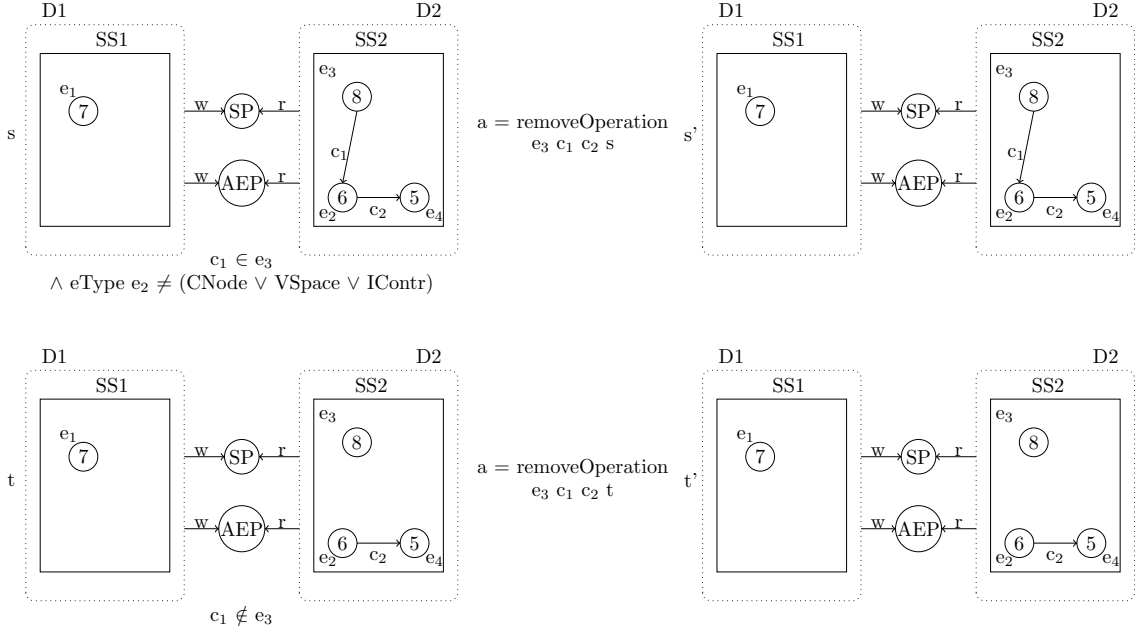 D1
D2
SS1
SS2
e₁
7
e₃
8
c₁
6
e₂
c₂
5
e₄
w
SP
r
w
AEP
r
s
c₁ ∈ e₃
∧ eType e₂ ≠ (CNode ∨ VSpace ∨ IContr)
a = removeOperation
e₃ c₁ c₂ s
s'
D1
D2
SS1
SS2
e₁
7
e₃
8
c₁
6
e₂
c₂
5
e₄
w
SP
r
w
AEP
r
D1
D2
SS1
SS2
e₁
7
e₃
8
6
e₂
c₂
5
e₄
w
SP
r
w
AEP
r
t
c₁ ∉ e₃
a = removeOperation
e₃ c₁ c₂ t
t'
D1
D2
SS1
SS2
e₁
7
e₃
8
6
e₂
c₂
5
e₄
w
SP
r
w
AEP
r